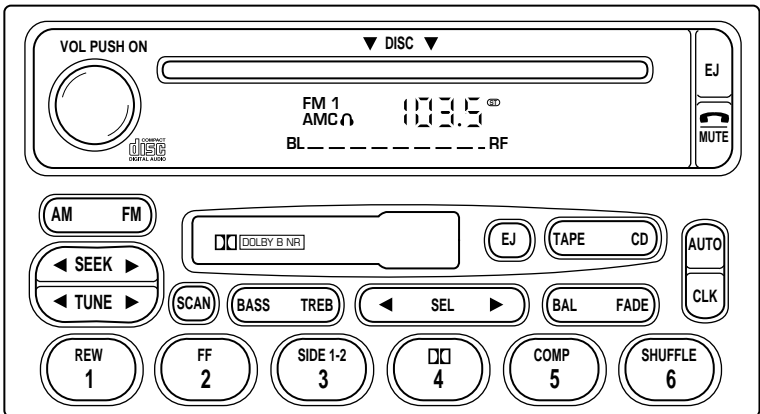 VOL PUSH ON
DISC
EJ
FM 1
AMC
103.5
ST
MUTE
BL
RF
COMPACT
disc
DIGITAL AUDIO
AM
FM
DOLBY B NR
EJ
TAPE
CD
AUTO
SEEK
TUNE
SCAN
BASS
TREB
SEL
BAL
FADE
CLK
REW
1
FF
2
SIDE 1-2
3
4
COMP
5
SHUFFLE
6